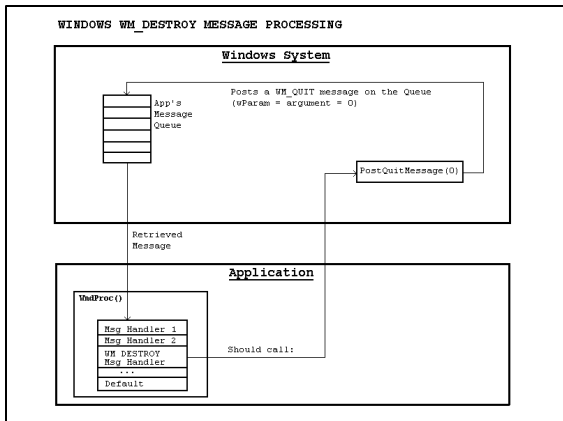 WINDOWS WM_DESTROY MESSAGE PROCESSING
Windows System
Posts a WM_QUIT message on the Queue
(wParam = argument = 0)
App's
Message
Queue
PostQuitMessage(0)
Retrieved
Message
Application
WndProc()
Msg Handler 1
Msg Handler 2
WM DESTROY
Msg Handler
...
Default
Should call: